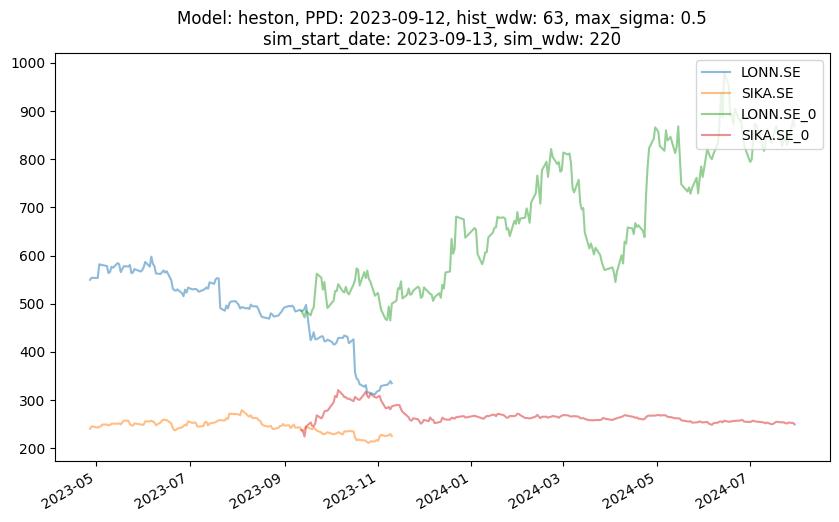 Model: heston, PPD: 2023-09-12, hist_wdw: 63, max_sigma: 0.5
sim_start_date: 2023-09-13, sim_wdw: 220
1000
900
800
700
600
500
400
300
200
LONN.SE
SIKA.SE
LONN.SE_0
SIKA.SE_0
2023-05
2023-07
2023-09
2023-11
2024-01
2024-03
2024-05
2024-07